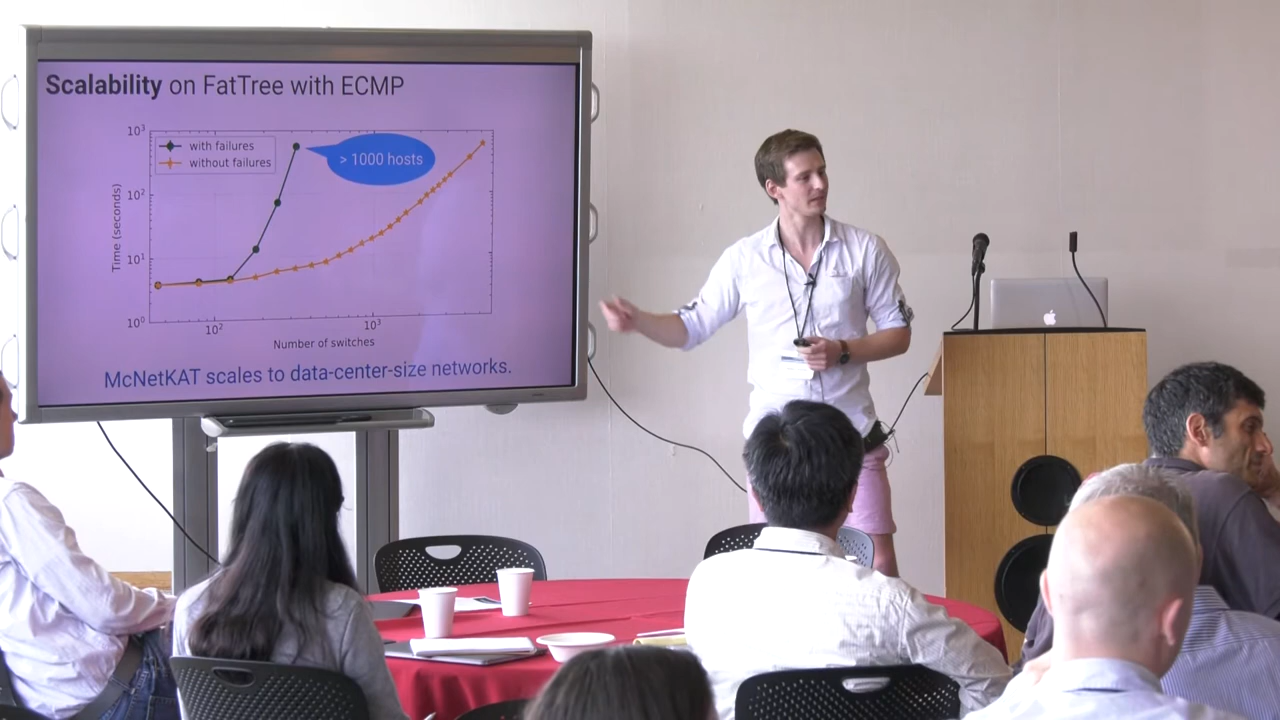 Scalability on FatTree with ECMP
10³
with failures
without failures
> 1000 hosts
10²
Time (seconds)
10¹
10⁰
10²
10³
Number of switches
McNetKAT scales to data-center-size networks.